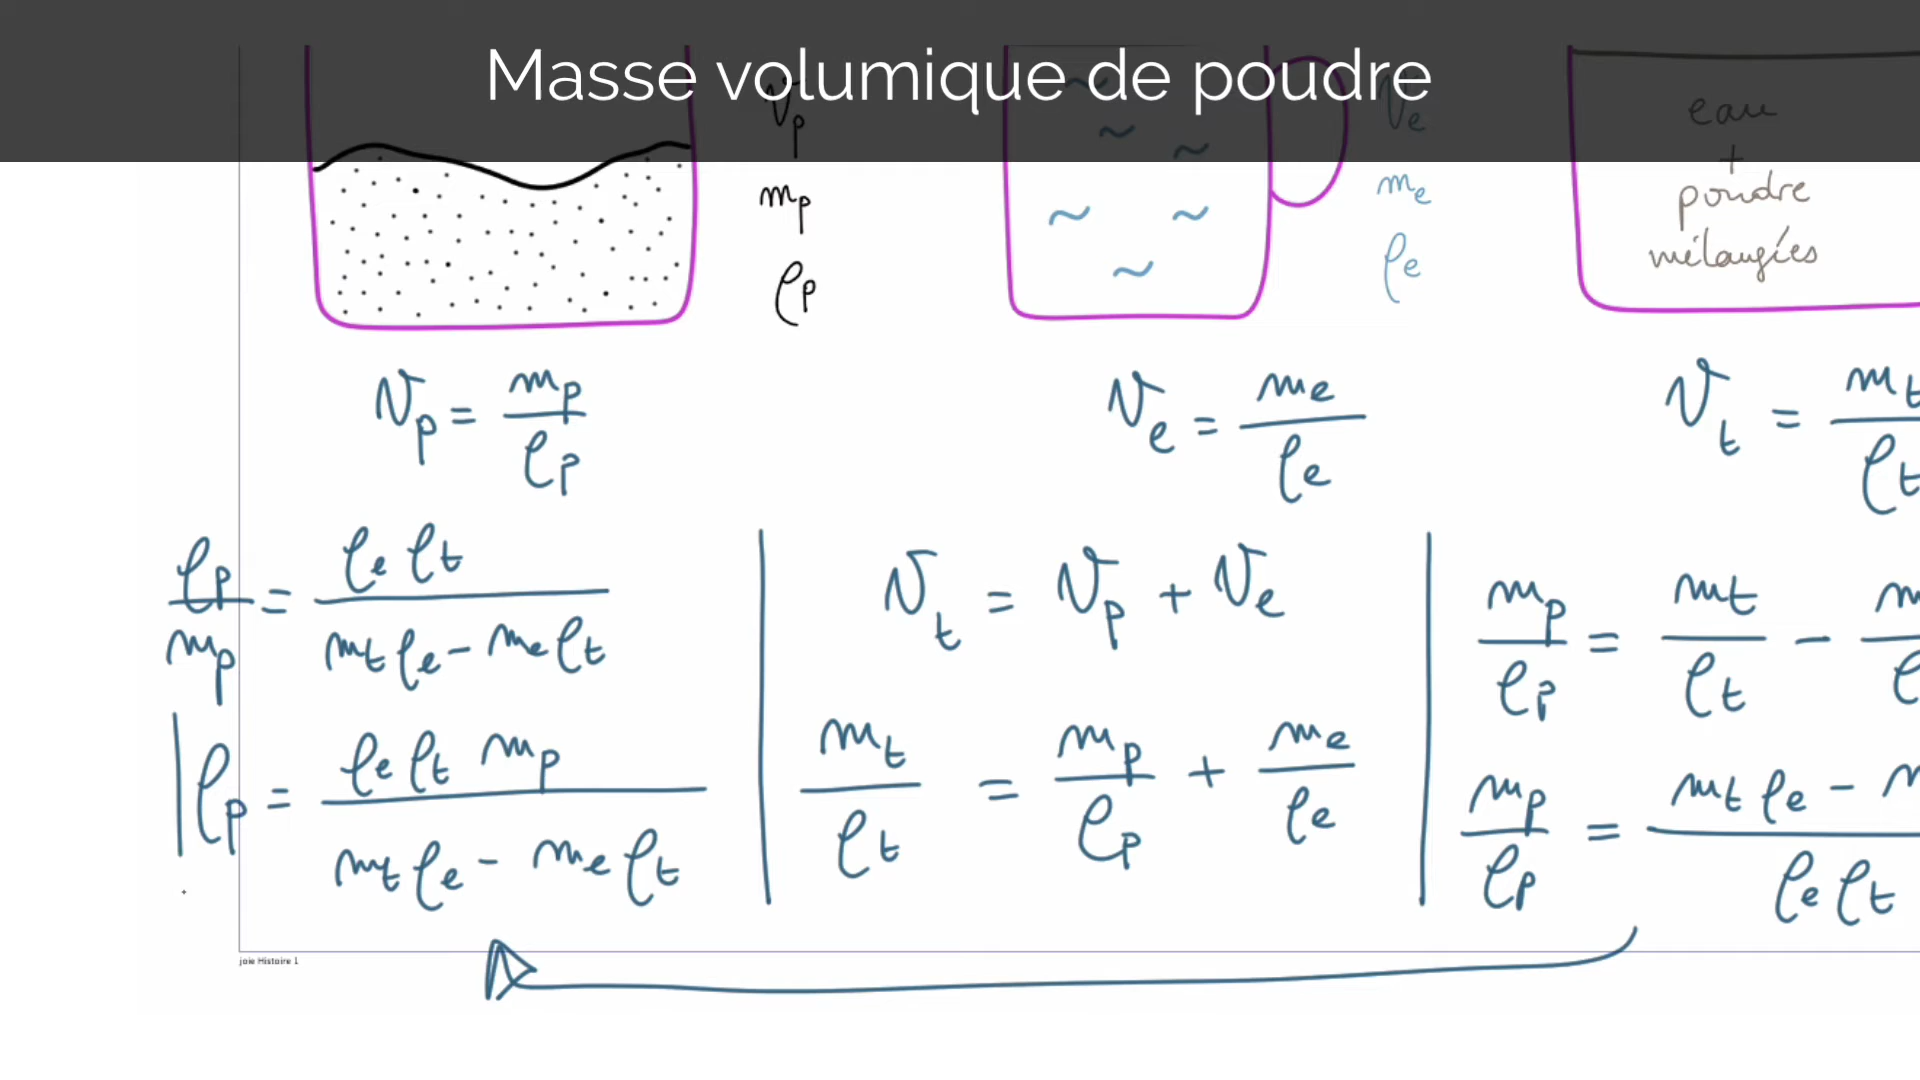 Masse volumique de poudre
Vp
mp
ρp
Ve
me
ρe
eau
+
poudre
mélangées
Vp = mp/ρp
Ve = me/ρe
Vt = mt/ρt
ρp/mp = ρe ρt / mt ρe - me ρt
Vt = Vp + Ve
mp/ρp = mt/ρt - m/ρ
ρp = ρe ρt mp / mt ρe - me ρt
mt/ρt = mp/ρp + me/ρe
mp/ρp = mt ρe - m / ρe ρt
joie Histoire 1